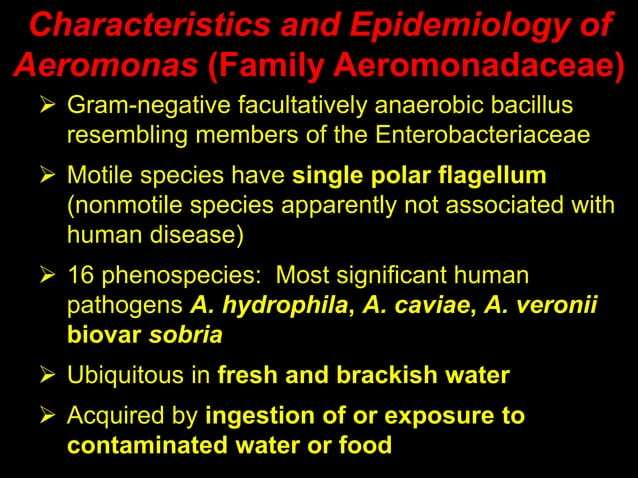 Characteristics and Epidemiology of
Aeromonas (Family Aeromonadaceae)
➢ Gram-negative facultatively anaerobic bacillus
resembling members of the Enterobacteriaceae
➢ Motile species have single polar flagellum
(nonmotile species apparently not associated with
human disease)
➢ 16 phenospecies: Most significant human
pathogens A. hydrophila, A. caviae, A. veronii
biovar sobria
➢ Ubiquitous in fresh and brackish water
➢ Acquired by ingestion of or exposure to
contaminated water or food